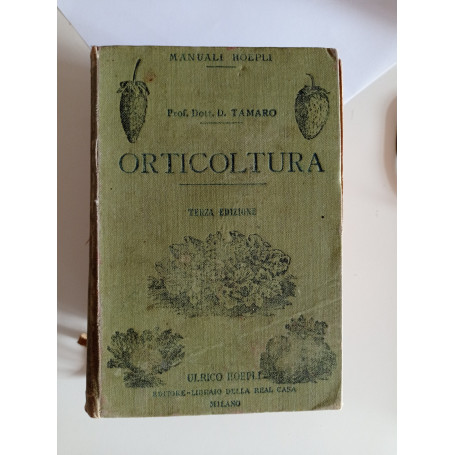 MANUALI HOEPLI
Prof. Dott. D. TAMARO
ORTICOLTURA
TERZA EDIZIONE
ULRICO HOEPLI
EDITORE-LIBRAIO DELLA REAL CASA
MILANO